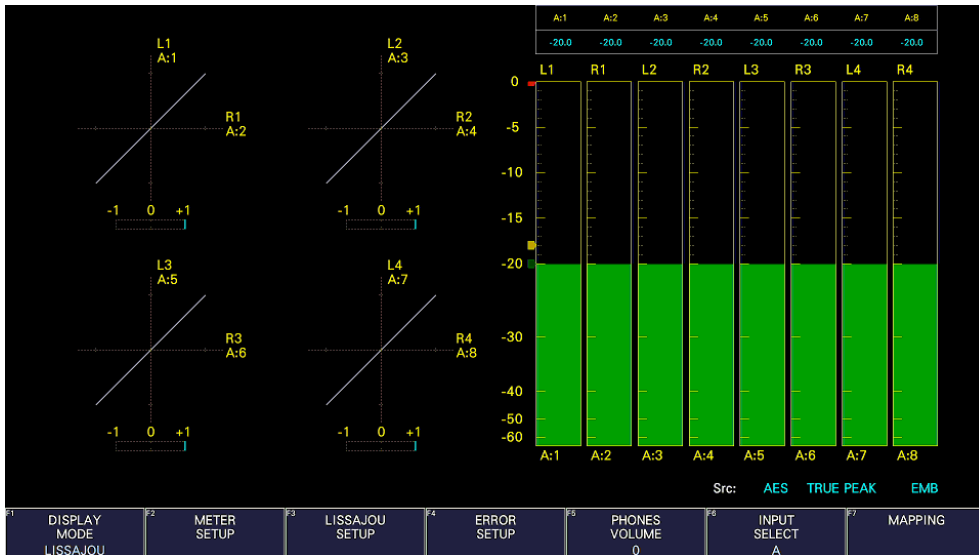 L1
A:1
R1
A:2
-1 0 +1
L2
A:3
R2
A:4
-1 0 +1
L3
A:5
R3
A:6
-1 0 +1
L4
A:7
R4
A:8
-1 0 +1
A:1 A:2 A:3 A:4 A:5 A:6 A:7 A:8
-20.0 -20.0 -20.0 -20.0 -20.0 -20.0 -20.0 -20.0
L1 R1 L2 R2 L3 R3 L4 R4
0
-5
-10
-15
-20
-30
-40
-50
-60
A:1 A:2 A:3 A:4 A:5 A:6 A:7 A:8
Src: AES TRUE PEAK EMB
F1 DISPLAY MODE
LISSAJOU
F2 METER SETUP
F3 LISSAJOU SETUP
F4 ERROR SETUP
F5 PHONES VOLUME
0
F6 INPUT SELECT
A
F7 MAPPING